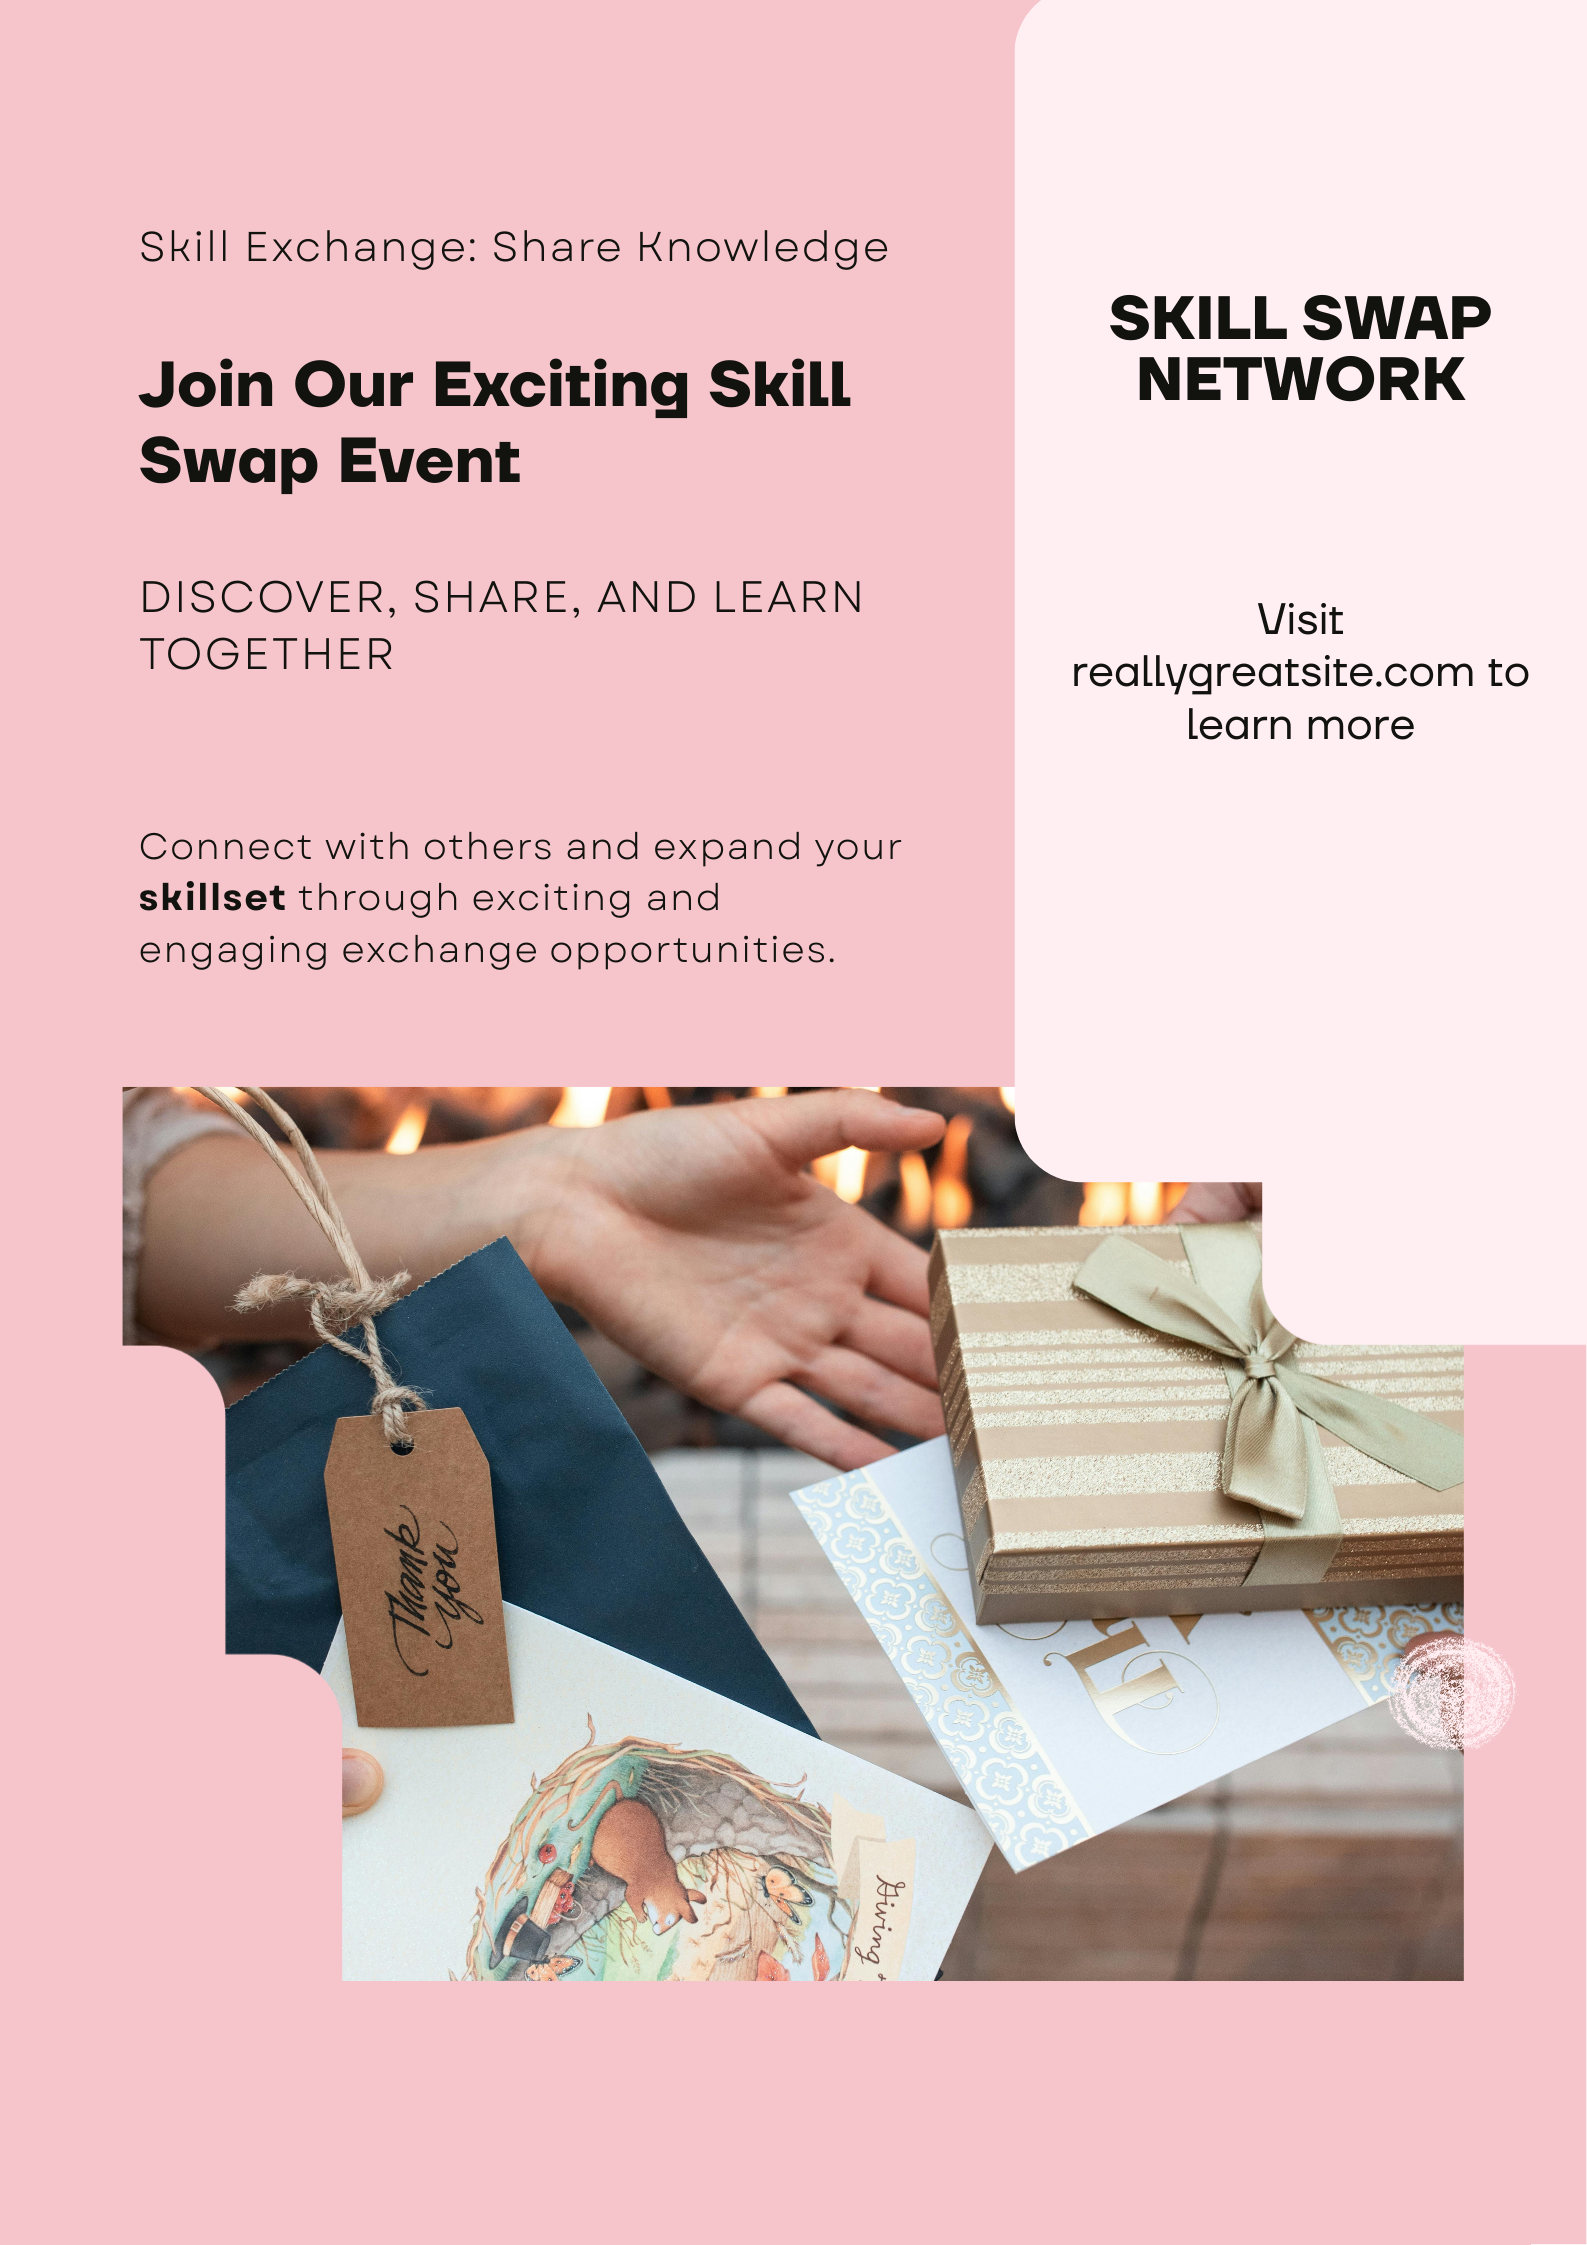 Skill Exchange: Share Knowledge
Join Our Exciting Skill
Swap Event
DISCOVER, SHARE, AND LEARN
TOGETHER
Connect with others and expand your
skillset through exciting and
engaging exchange opportunities.
SKILL SWAP
NETWORK
Visit
reallygreatsite.com to
learn more
Thank
you
Giving